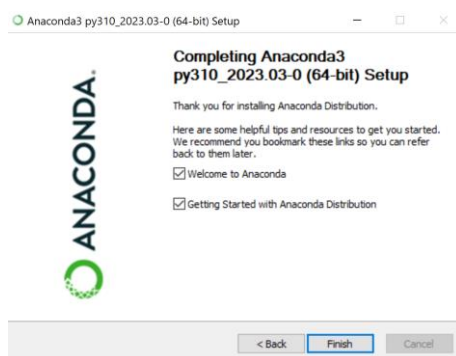 Anaconda3 py310_2023.03-0 (64-bit) Setup
ANACONDA.
Completing Anaconda3
py310_2023.03-0 (64-bit) Setup
Thank you for installing Anaconda Distribution.
Here are some helpful tips and resources to get you started.
We recommend you bookmark these links so you can refer
back to them later.
Welcome to Anaconda
Getting Started with Anaconda Distribution
< Back
Finish
Cancel